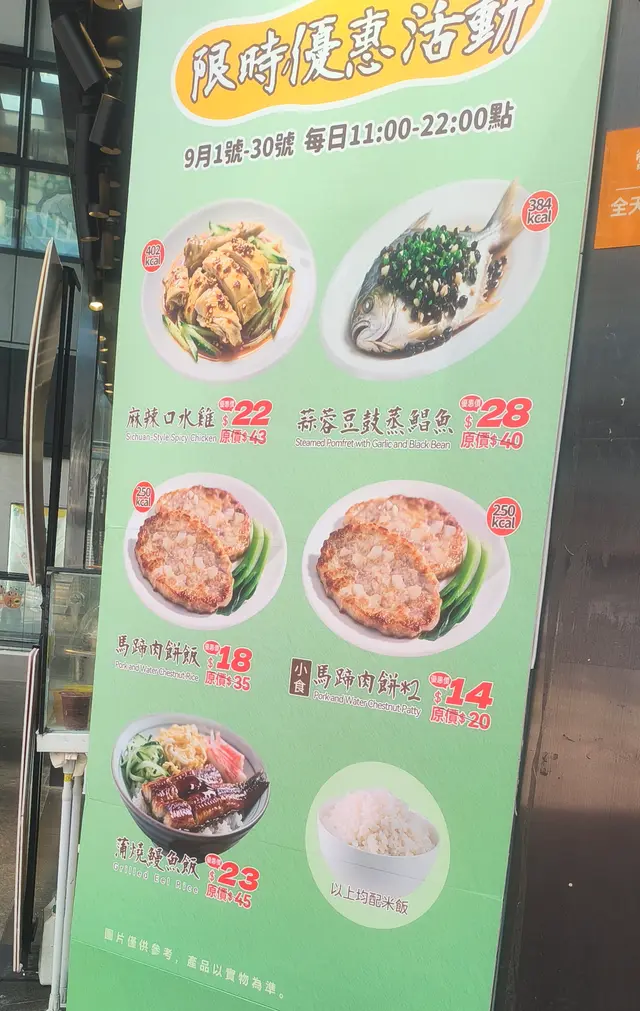 限時優惠活動
9月1號-30號 每日11:00-22:00點
402 kcal
384 kcal
麻辣口水雞
Sichuan-Style Spicy Chicken
優惠價
$22
原價$43
蒜蓉豆鼓蒸鯧魚
Steamed Pomfret with Garlic and Black Bean
優惠價
$28
原價$40
250 kcal
250 kcal
馬蹄肉餅飯
Pork and Water Chestnut Rice
優惠價
$18
原價$35
小食
馬蹄肉餅*2
Pork and Water Chestnut Patty
優惠價
$14
原價$20
蒲燒鰻魚飯
Grilled Eel Rice
優惠價
$23
原價$45
以上均配米飯
圖片僅供參考，產品以實物為準。
全天